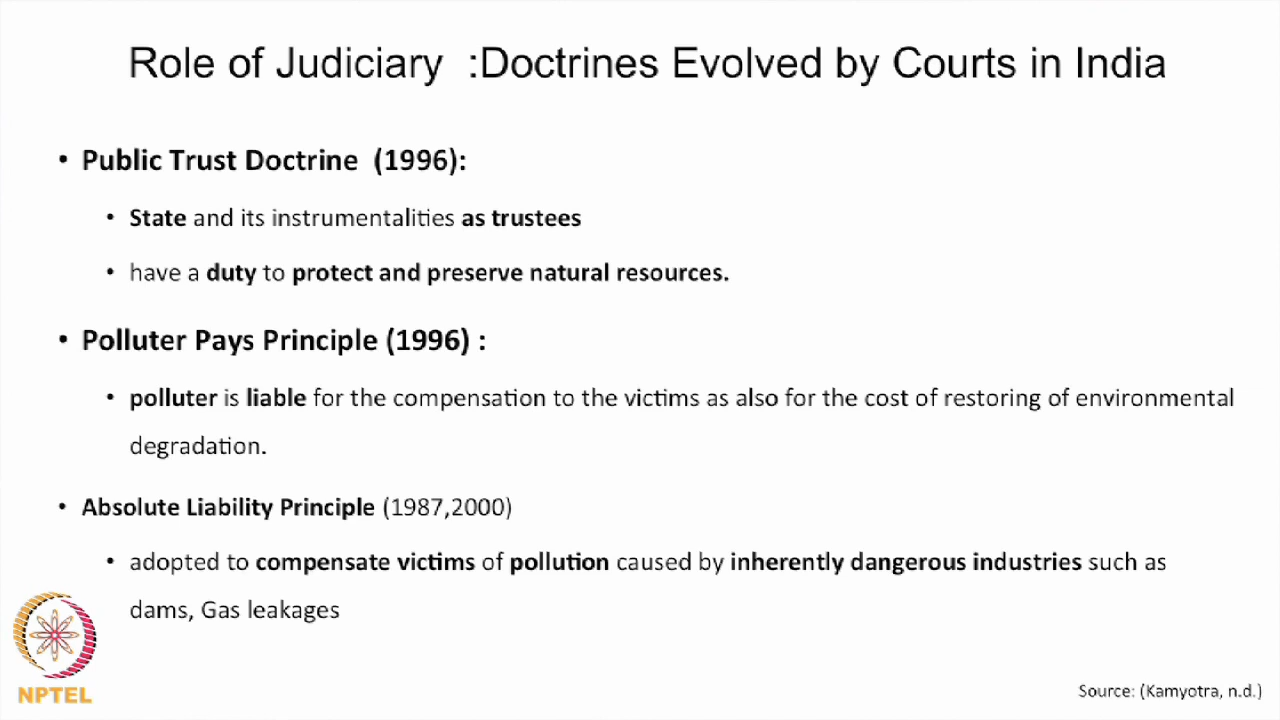 Role of Judiciary :Doctrines Evolved by Courts in India
• Public Trust Doctrine (1996):
• State and its instrumentalities as trustees
• have a duty to protect and preserve natural resources.
• Polluter Pays Principle (1996) :
• polluter is liable for the compensation to the victims as also for the cost of restoring of environmental
degradation.
• Absolute Liability Principle (1987,2000)
• adopted to compensate victims of pollution caused by inherently dangerous industries such as
dams, Gas leakages
NPTEL
Source: (Kamyotra, n.d.)